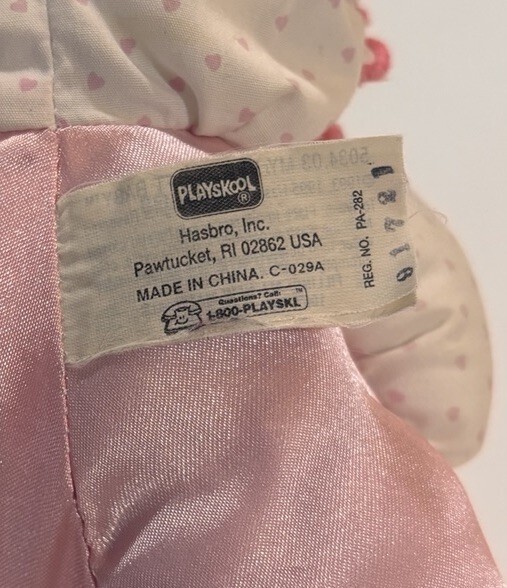 PLAYSKOOL®
Hasbro, Inc.
Pawtucket, RI 02862 USA
MADE IN CHINA. C-029A
Questions? Call: ™
1-800-PLAYSKL
REG. NO. PA-282